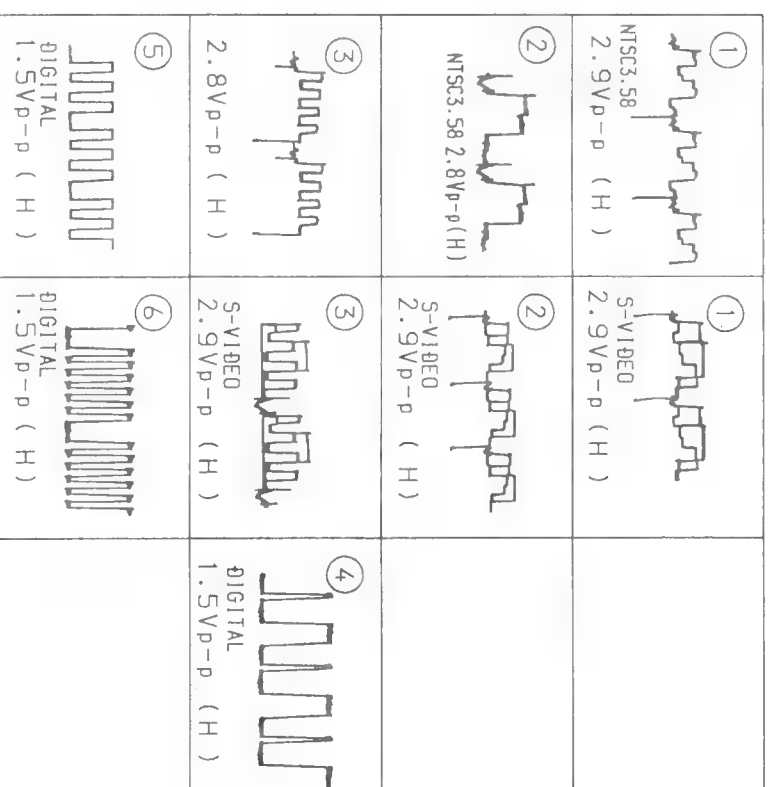 ①
NTSC3.58
2.9Vp-p ( H )
①
S-VIDEO
2.9Vp-p ( H )
②
NTSC3.58 2.8Vp-p(H)
②
S-VIDEO
2.9Vp-p ( H )
③
2.8Vp-p ( H )
③
S-VIDEO
2.9Vp-p ( H )
④
DIGITAL
1.5Vp-p ( H )
⑤
DIGITAL
1.5Vp-p ( H )
⑥
DIGITAL
1.5Vp-p ( H )